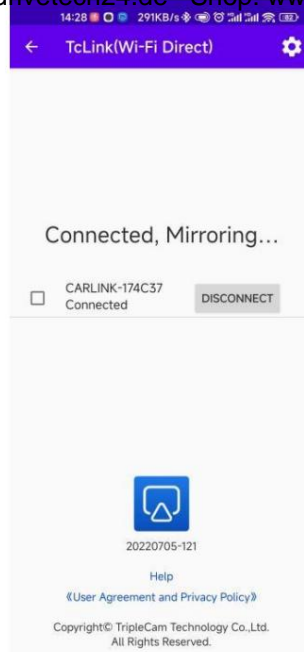 14:28 291KB/s 82
TcLink(Wi-Fi Direct)
Connected, Mirroring...
CARLINK-174C37
Connected
DISCONNECT
20220705-121
Help
《User Agreement and Privacy Policy》
Copyright© TripleCam Technology Co.,Ltd.
All Rights Reserved.